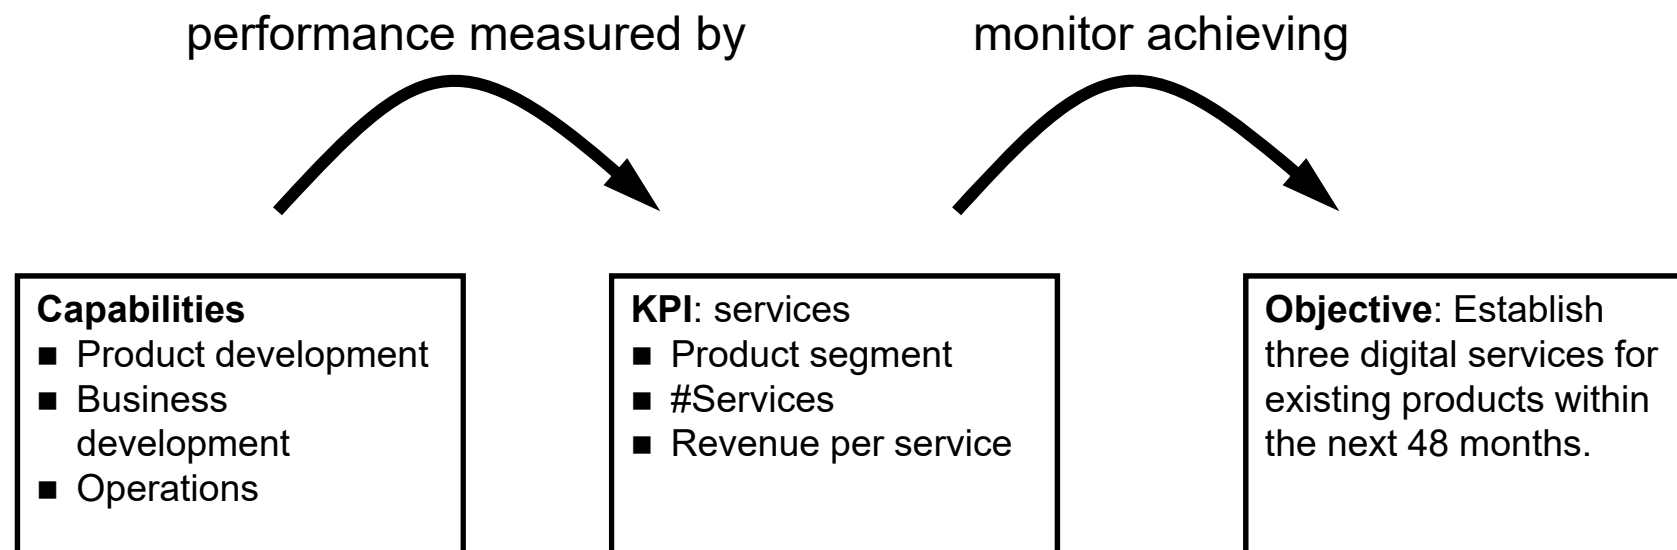 performance measured by
monitor achieving
Capabilities
■ Product development
■ Business
development
■ Operations
KPI: services
■ Product segment
■ #Services
■ Revenue per service
Objective: Establish
three digital services for
existing products within
the next 48 months.